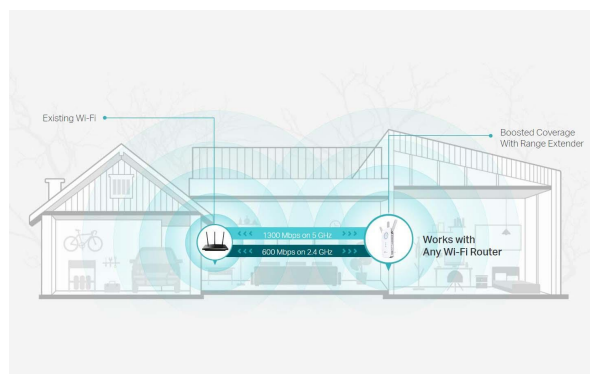 Existing Wi-Fi
Boosted Coverage
With Range Extender
1300 Mbps on 5 GHz
600 Mbps on 2.4 GHz
Works with
Any Wi-Fi Router